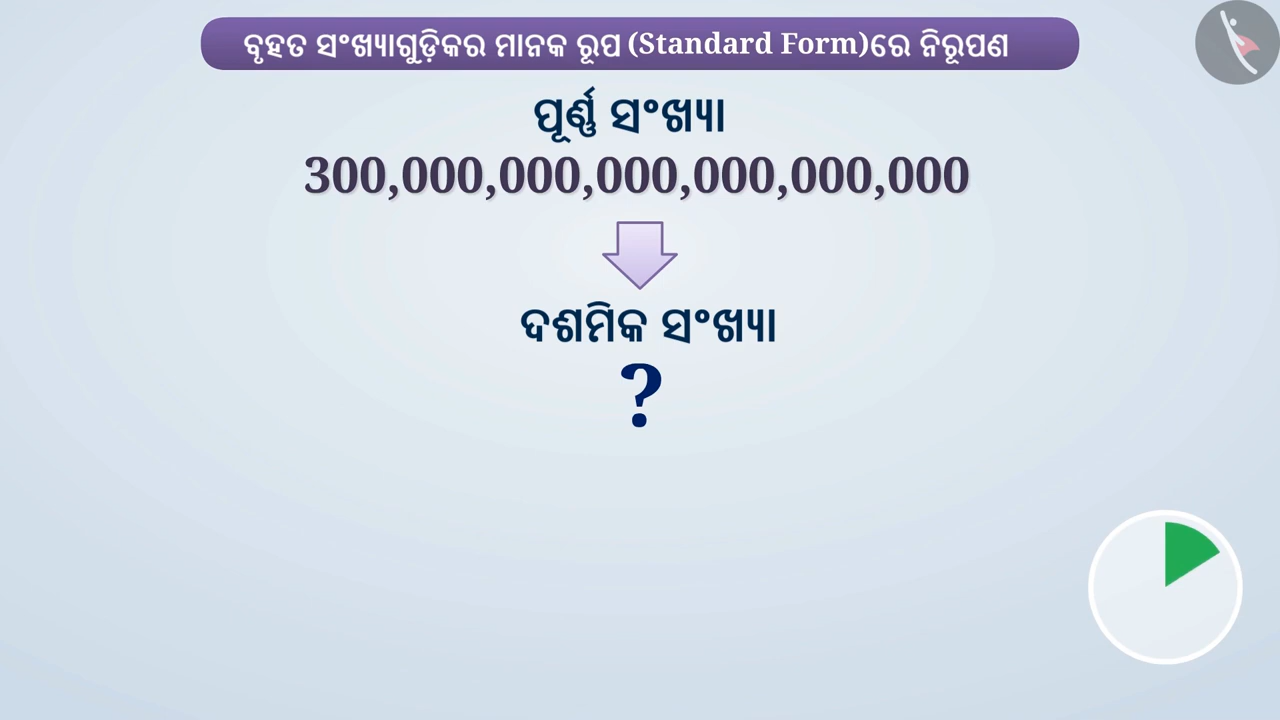 ବୃହତ ସଂଖ୍ୟାଗୁଡ଼ିକର ମାନକ ରୂପ (Standard Form)ରେ ନିରୂପଣ
ପୂର୍ଣ୍ଣ ସଂଖ୍ୟା
300,000,000,000,000,000,000
ଦଶମିକ ସଂଖ୍ୟା
?